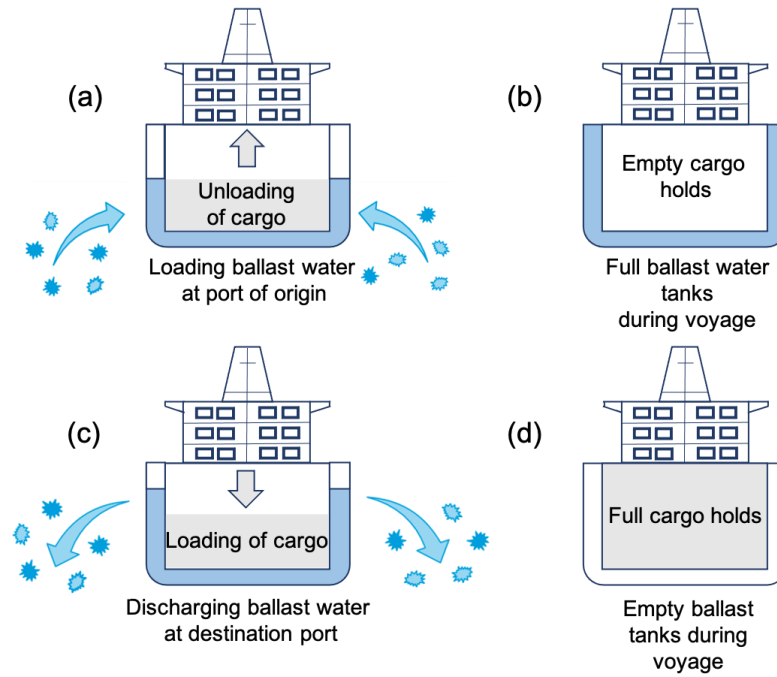 (a)
Unloading
of cargo
Loading ballast water
at port of origin
(b)
Empty cargo
holds
Full ballast water
tanks
during voyage
(c)
Loading of cargo
Discharging ballast water
at destination port
(d)
Full cargo holds
Empty ballast
tanks during
voyage